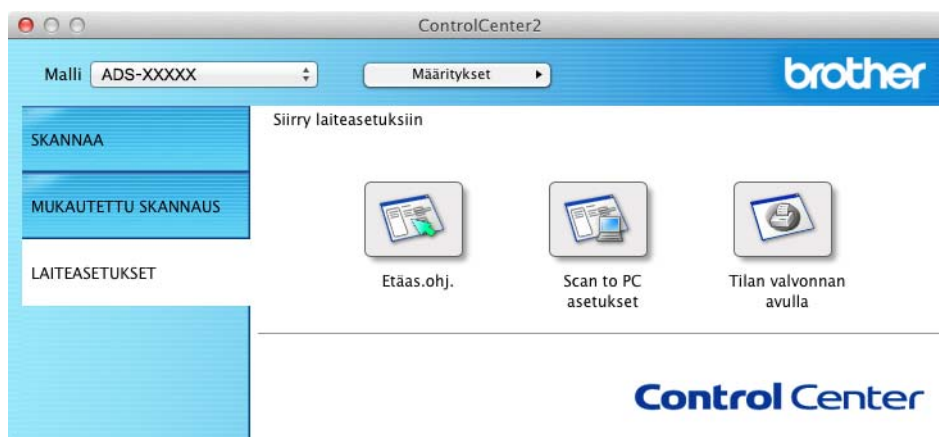 ControlCenter2
Malli ADS-XXXXX Määritykset brother
SKANNAA
MUKAUTETTU SKANNAUS
LAITEASETUKSET
Siirry laiteasetuksiin
Etäas.ohj.
Scan to PC
asetukset
Tilan valvonnan
avulla
Control Center